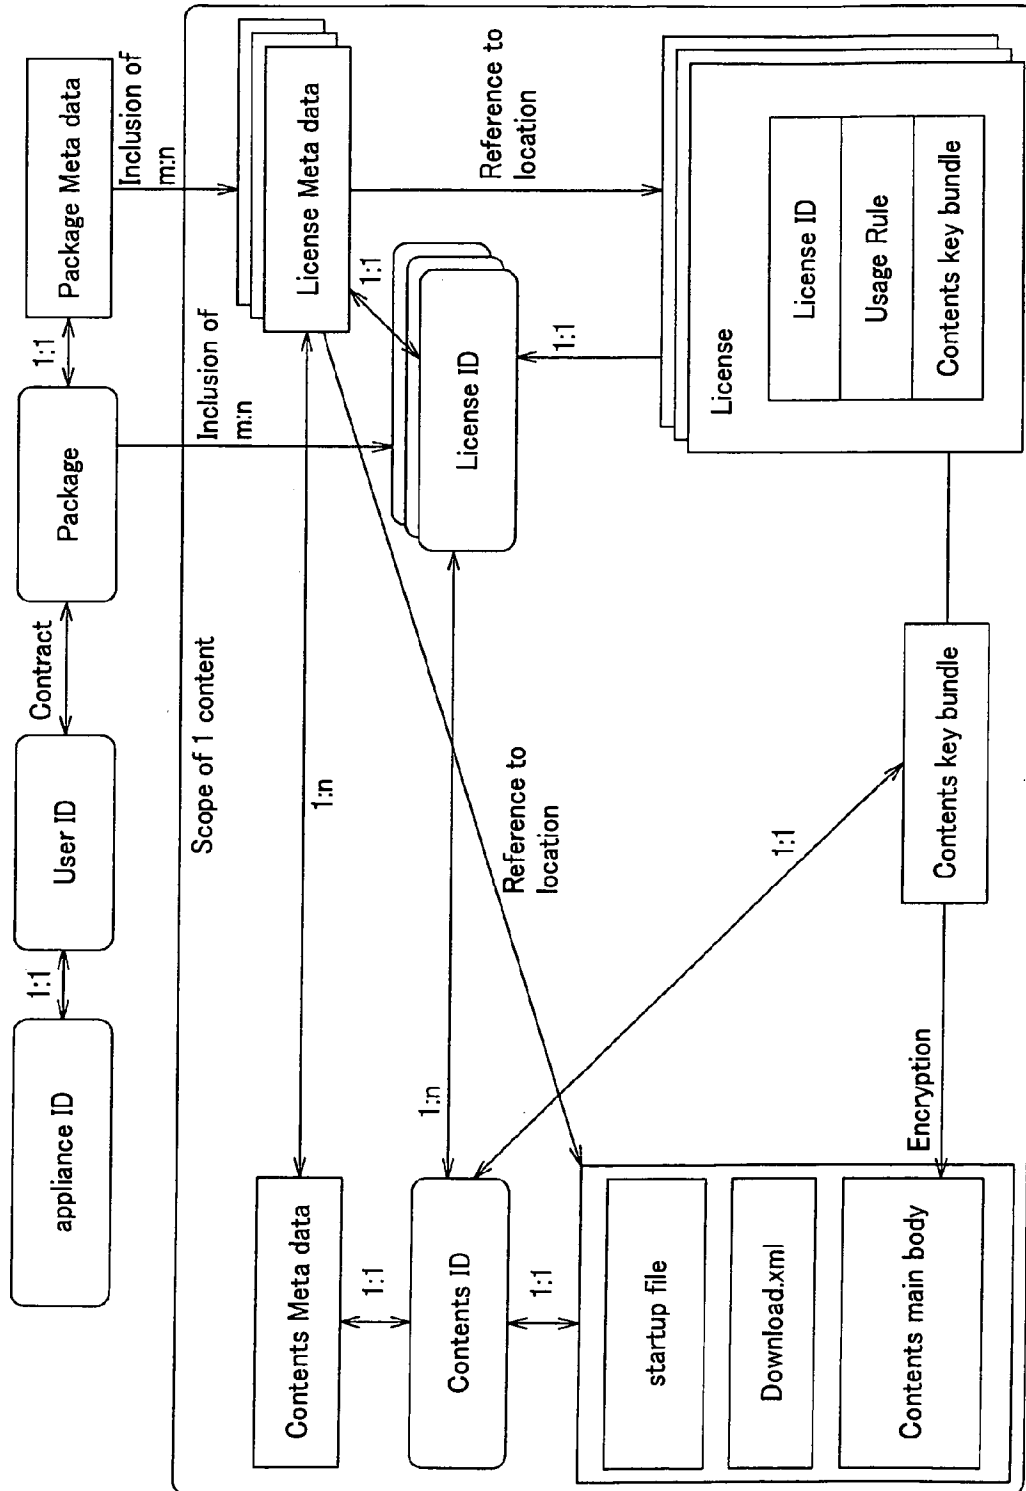 appliance ID
1:1
User ID
Contract
Package
1:1
Package Meta data
Inclusion of
m:n
Inclusion of
m:n
Scope of 1 content
Contents Meta data
1:n
License Meta data
1:1
1:1
Reference to
location
Contents ID
1:n
License ID
Reference to
location
1:1
1:1
1:1
startup file
Download.xml
Contents main body
Encryption
Contents key bundle
License
License ID
Usage Rule
Contents key bundle